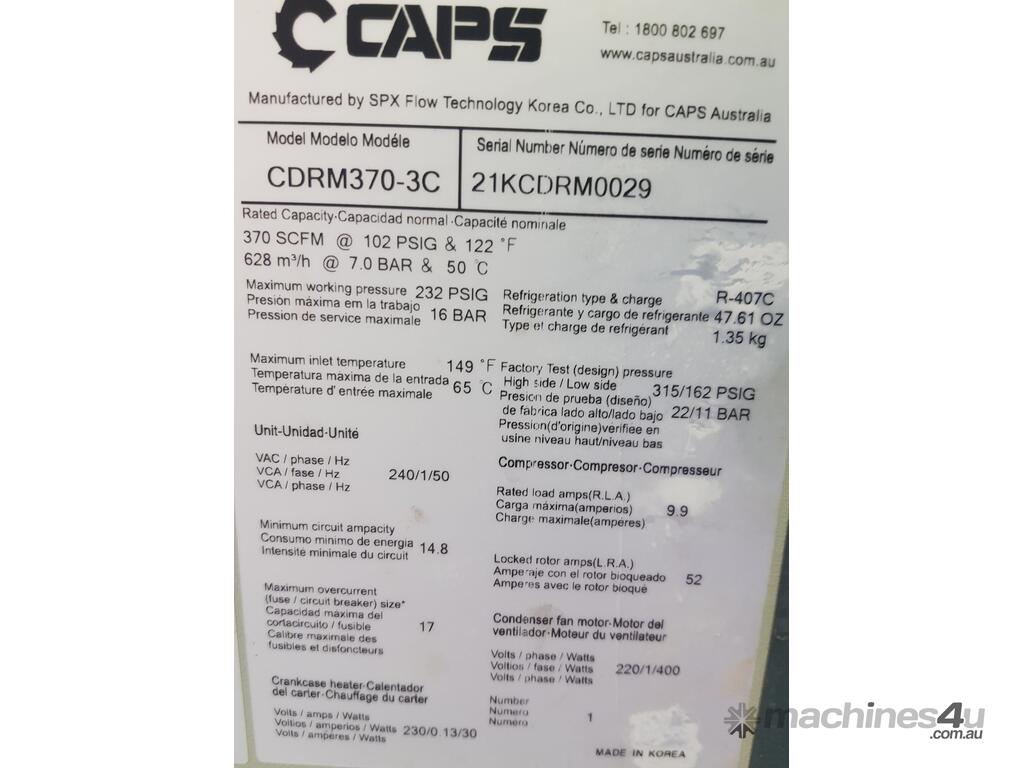 CAPS
Tel : 1800 802 697
www.capsaustralia.com.au
Manufactured by SPX Flow Technology Korea Co., LTD for CAPS Australia
Model Modelo Modéle
CDRM370-3C
Serial Number Número de serie Numéro de série
21KCDRM0029
Rated Capacity·Capacidad normal·Capacité nominale
370 SCFM @ 102 PSIG & 122 °F
628 m³/h @ 7.0 BAR & 50 °C
Maximum working pressure 232 PSIG
Presión máxima em la trabajo
Pression de service maximale 16 BAR
Refrigeration type & charge R-407C
Refrigerante y cargo de refrigerante 47.61 OZ
Type et charge de refrigérant 1.35 kg
Maximum inlet temperature 149 °F
Temperatura máxima de la entrada 65 °C
Température d' entrée maximale
Factory Test (design) pressure
High side / Low side 315/162 PSIG
Presion de prueba (diseño)
de fábrica lado alto/lado bajo 22/11 BAR
Pression(d'origine)verifiée en
usine niveau haut/niveau bas
Unit-Unidad-Unité
VAC / phase / Hz
VCA / fase / Hz 240/1/50
VCA / phase / Hz
Compressor·Compresor·Compresseur
Rated load amps(R.L.A.)
Carga máxima(amperios) 9.9
Charge maximale(ampéres)
Minimum circuit ampacity
Consumo minimo de energia 14.8
Intensité minimale du circuit
Locked rotor amps(L.R.A.)
Amperaje con el rotor bioqueado 52
Amperes avec le rotor bloqué
Maximum overcurrent
(fuse / circuit breaker) size*
Capacidad máxima del
cortacircuito / fusible 17
Calibre maximale des
fusibles et disfoncteurs
Condenser fan motor-Motor del
ventilador-Moteur du ventilateur
Volts / phase / Watts
Voltios / fase / Watts 220/1/400
Volts / phase / Watts
Crankcase heater-Calentador
del carter-Chauffage du carter
Volts / amps / Watts
Voltios / amperios / Watts 230/0.13/30
Volts / amperes / Watts
Number
Numero 1
Numéro
MADE IN KOREA
machines4u
.com.au